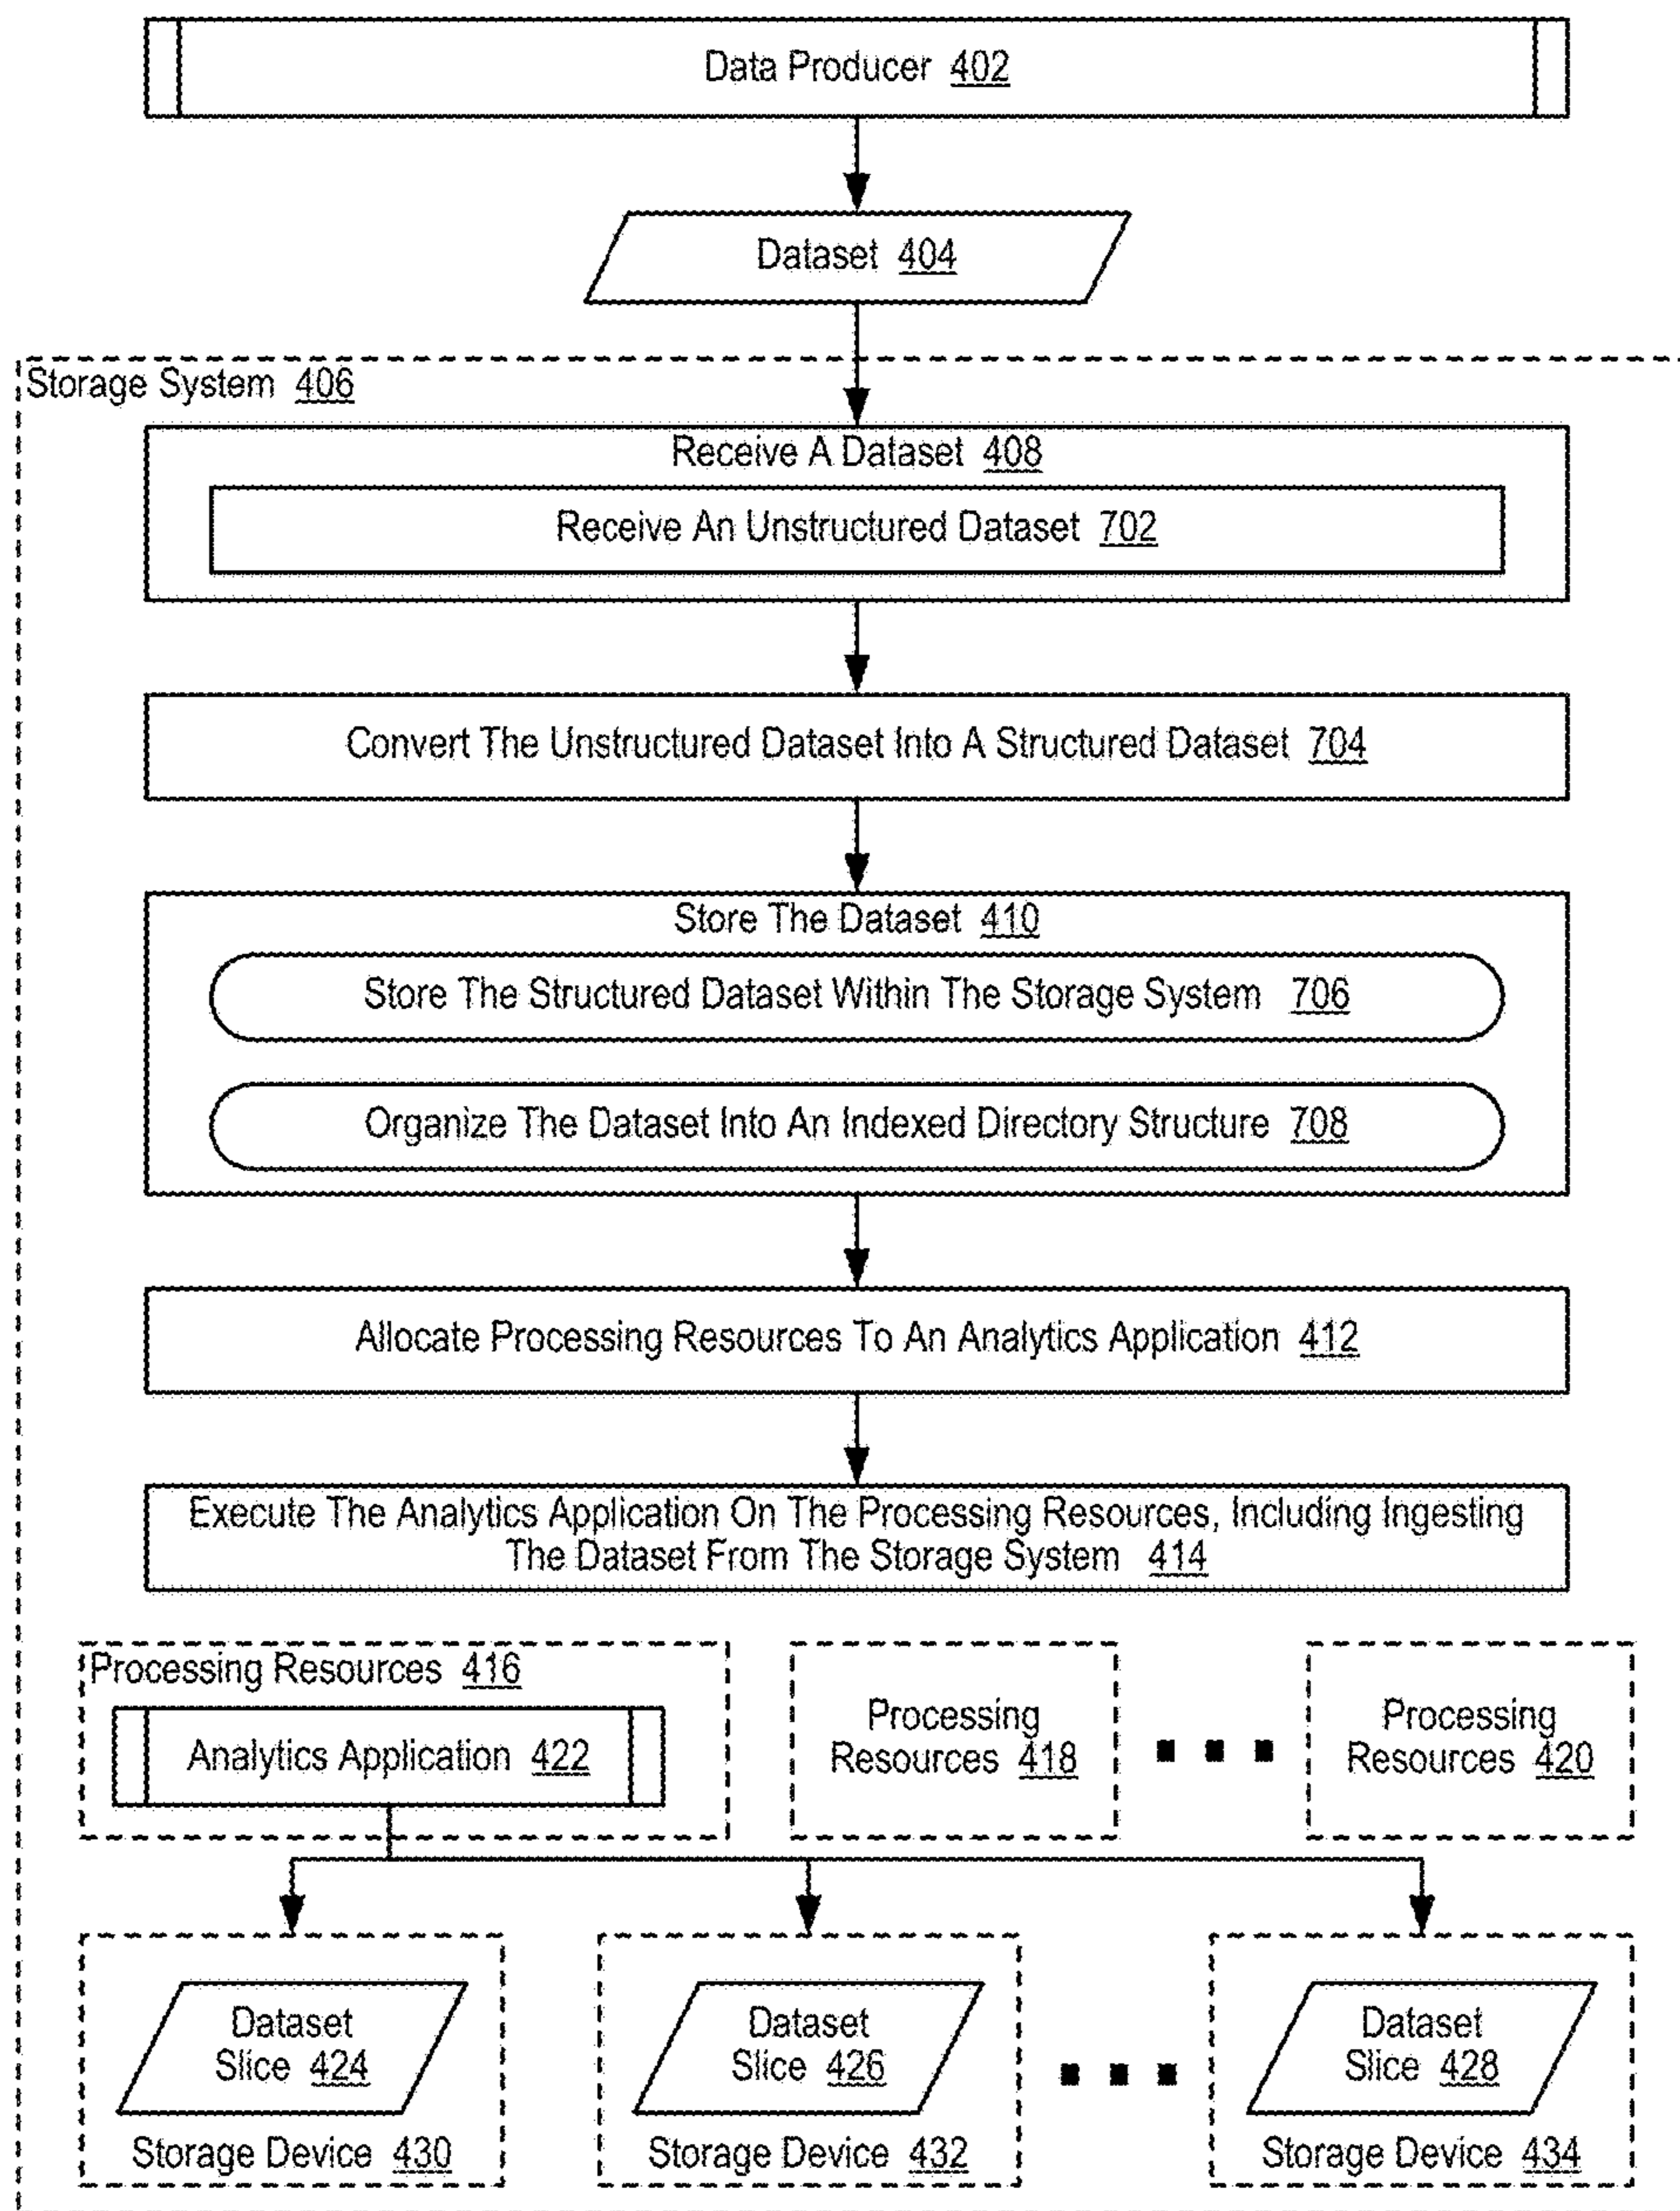 Data Producer 402
Dataset 404
Storage System 406
Receive A Dataset 408
Receive An Unstructured Dataset 702
Convert The Unstructured Dataset Into A Structured Dataset 704
Store The Dataset 410
Store The Structured Dataset Within The Storage System 706
Organize The Dataset Into An Indexed Directory Structure 708
Allocate Processing Resources To An Analytics Application 412
Execute The Analytics Application On The Processing Resources, Including Ingesting
The Dataset From The Storage System 414
Processing Resources 416
Analytics Application 422
Processing
Resources 418
Processing
Resources 420
Dataset
Slice 424
Storage Device 430
Dataset
Slice 426
Storage Device 432
Dataset
Slice 428
Storage Device 434